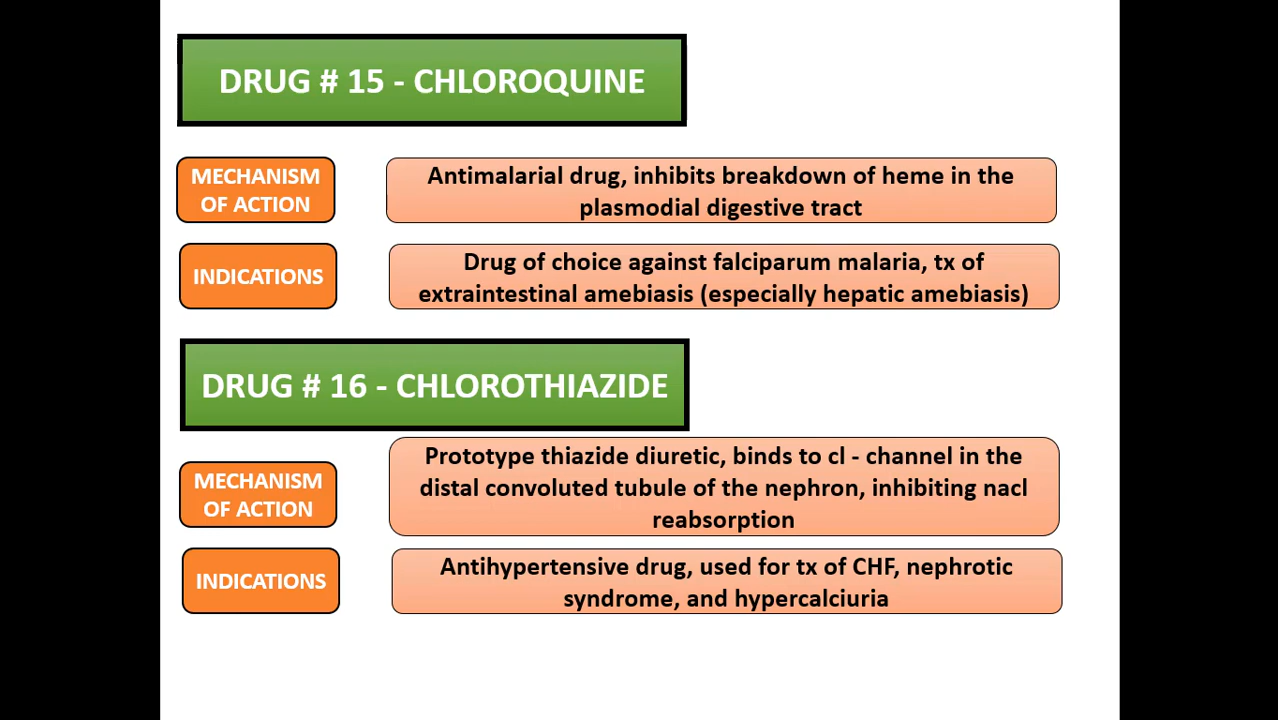 DRUG # 15 - CHLOROQUINE
MECHANISM
OF ACTION
Antimalarial drug, inhibits breakdown of heme in the
plasmodial digestive tract
INDICATIONS
Drug of choice against falciparum malaria, tx of
extraintestinal amebiasis (especially hepatic amebiasis)
DRUG # 16 - CHLOROTHIAZIDE
MECHANISM
OF ACTION
Prototype thiazide diuretic, binds to cl - channel in the
distal convoluted tubule of the nephron, inhibiting nacl
reabsorption
INDICATIONS
Antihypertensive drug, used for tx of CHF, nephrotic
syndrome, and hypercalciuria